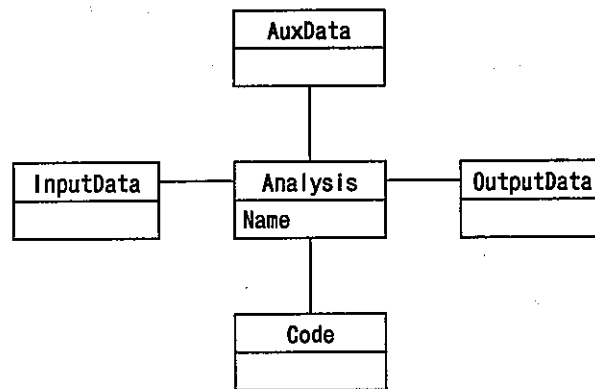 AuxData
InputData
Analysis
OutputData
Name
Code